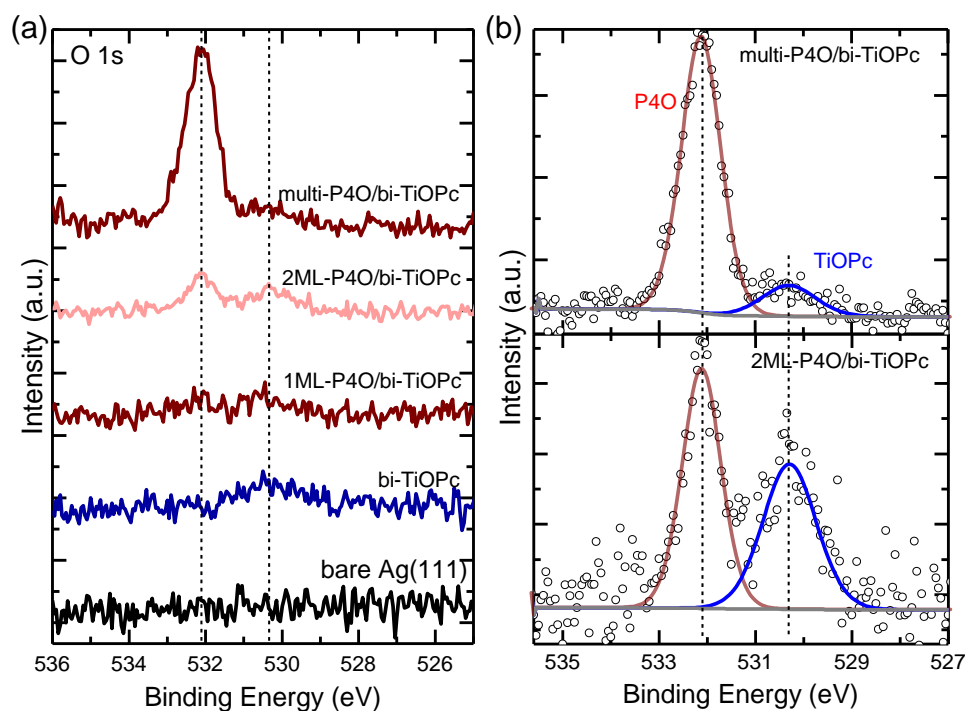 (a)
O 1s
multi-P4O/bi-TiOPc
2ML-P4O/bi-TiOPc
1ML-P4O/bi-TiOPc
bi-TiOPc
bare Ag(111)
Intensity (a.u.)
536 534 532 530 528 526
Binding Energy (eV)
(b)
multi-P4O/bi-TiOPc
P4O
TiOPc
Intensity (a.u.)
2ML-P4O/bi-TiOPc
535 533 531 529 527
Binding Energy (eV)